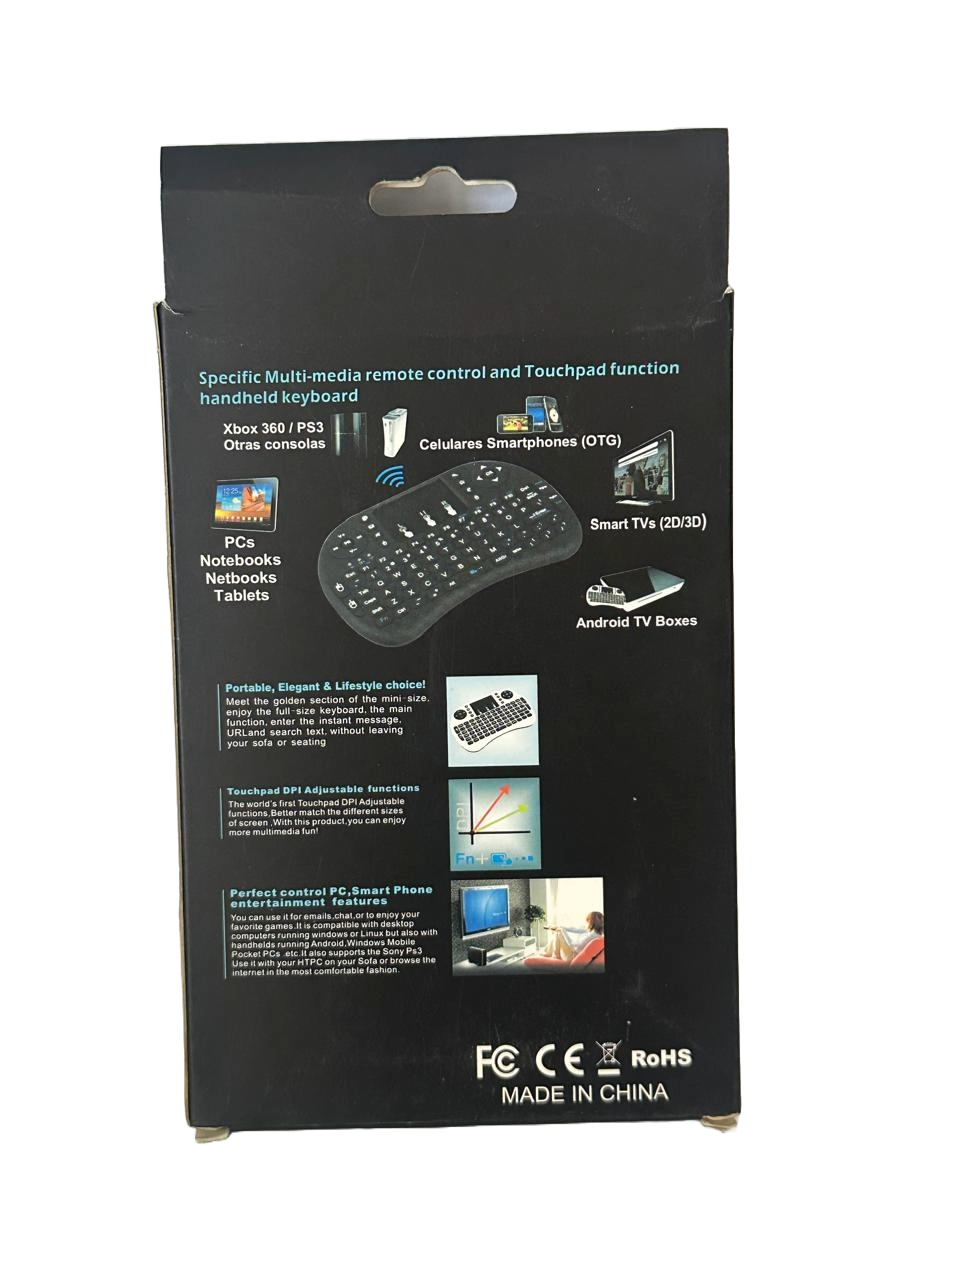 Specific Multi-media remote control and Touchpad function
handheld keyboard
Xbox 360 / PS3
Otras consolas
Celulares Smartphones (OTG)
Smart TVs (2D/3D)
PCs
Notebooks
Netbooks
Tablets
Android TV Boxes
Portable, Elegant & Lifestyle choice!
Meet the golden section of the mini-size,
enjoy the full-size keyboard, the main
function, enter the instant message,
URLand search text, without leaving
your sofa or seating
Touchpad DPI Adjustable functions
The world's first Touchpad DPI Adjustable
functions,Better match the different sizes
of screen ,With this product,you can enjoy
more multimedia fun!
DPI
Fn+
Perfect control PC,Smart Phone
entertainment features
You can use it for emails,chat,or to enjoy your
favorite games.It is compatible with desktop
computers running windows or Linux but also with
handhelds running Android,Windows Mobile
Pocket PCs .etc.It also supports the Sony Ps3
Use it with your HTPC on your Sofa or browse the
internet in the most comfortable fashion.
FC CE RoHS
MADE IN CHINA